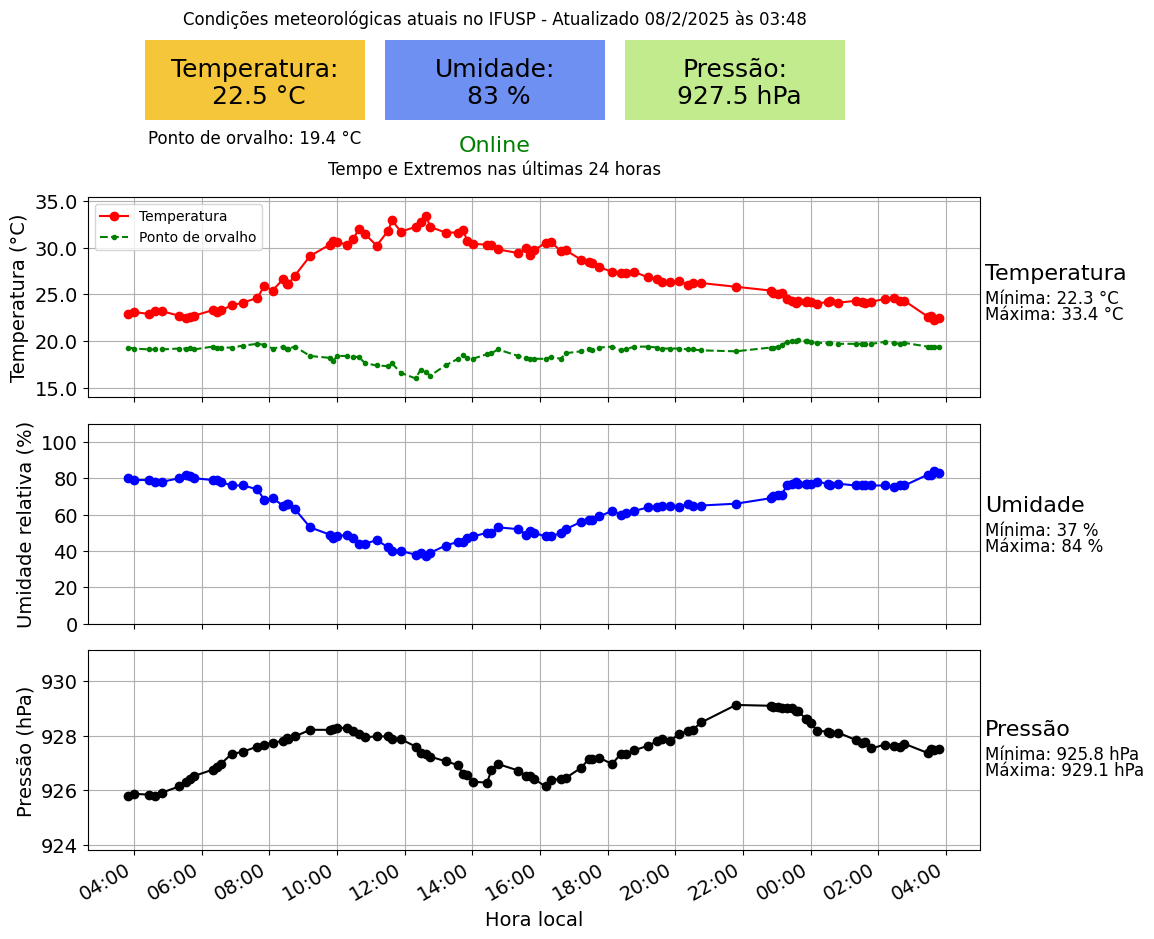 Condições meteorológicas atuais no IFUSP - Atualizado 08/2/2025 às 03:48
Temperatura:
22.5 °C
Umidade:
83 %
Pressão:
927.5 hPa
Ponto de orvalho: 19.4 °C
Online
Tempo e Extremos nas últimas 24 horas
Temperatura (°C)
35.0
30.0
25.0
20.0
15.0
Temperatura
Ponto de orvalho
Temperatura
Mínima: 22.3 °C
Máxima: 33.4 °C
Umidade relativa (%)
100
80
60
40
20
0
Umidade
Mínima: 37 %
Máxima: 84 %
Pressão (hPa)
930
928
926
924
Pressão
Mínima: 925.8 hPa
Máxima: 929.1 hPa
04:00 06:00 08:00 10:00 12:00 14:00 16:00 18:00 20:00 22:00 00:00 02:00 04:00
Hora local